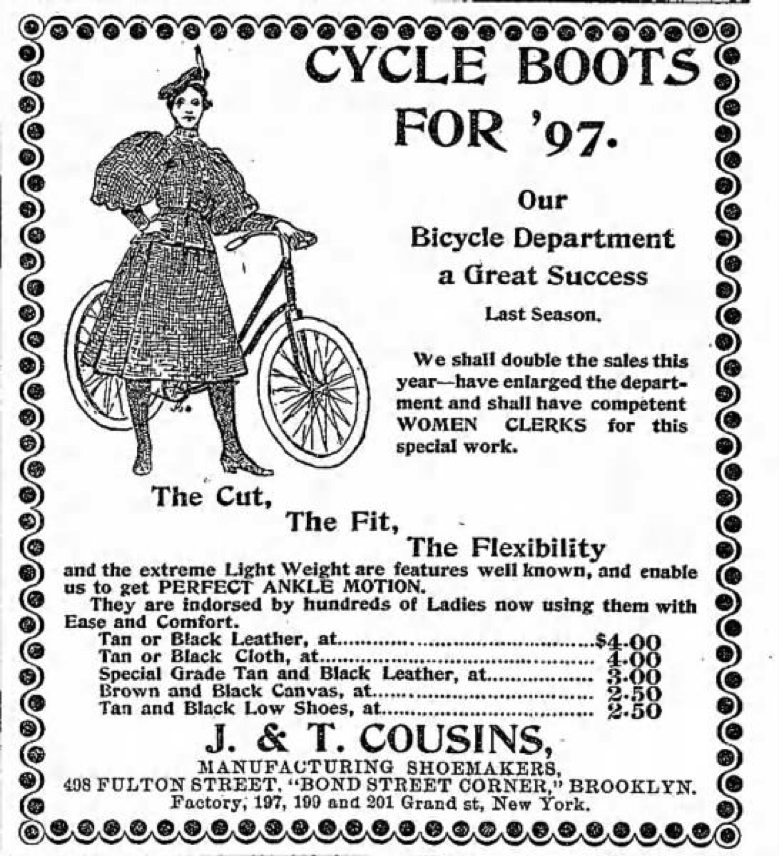 CYCLE BOOTS
FOR '97.
Our
Bicycle Department
a Great Success
Last Season.
We shall double the sales this
year—have enlarged the depart-
ment and shall have competent
WOMEN CLERKS for this
special work.
The Cut,
The Fit,
The Flexibility
and the extreme Light Weight are features well known, and enable
us to get PERFECT ANKLE MOTION.
They are indorsed by hundreds of Ladies now using them with
Ease and Comfort.
Tan or Black Leather, at..............................$4.00
Tan or Black Cloth, at.............................. 4.00
Special Grade Tan and Black Leather, at.................. 3.00
Brown and Black Canvas, at.............................. 2.50
Tan and Black Low Shoes, at.............................. 2.50
J. & T. COUSINS,
MANUFACTURING SHOEMAKERS,
498 FULTON STREET, "BOND STREET CORNER," BROOKLYN.
Factory, 197, 199 and 201 Grand st, New York.